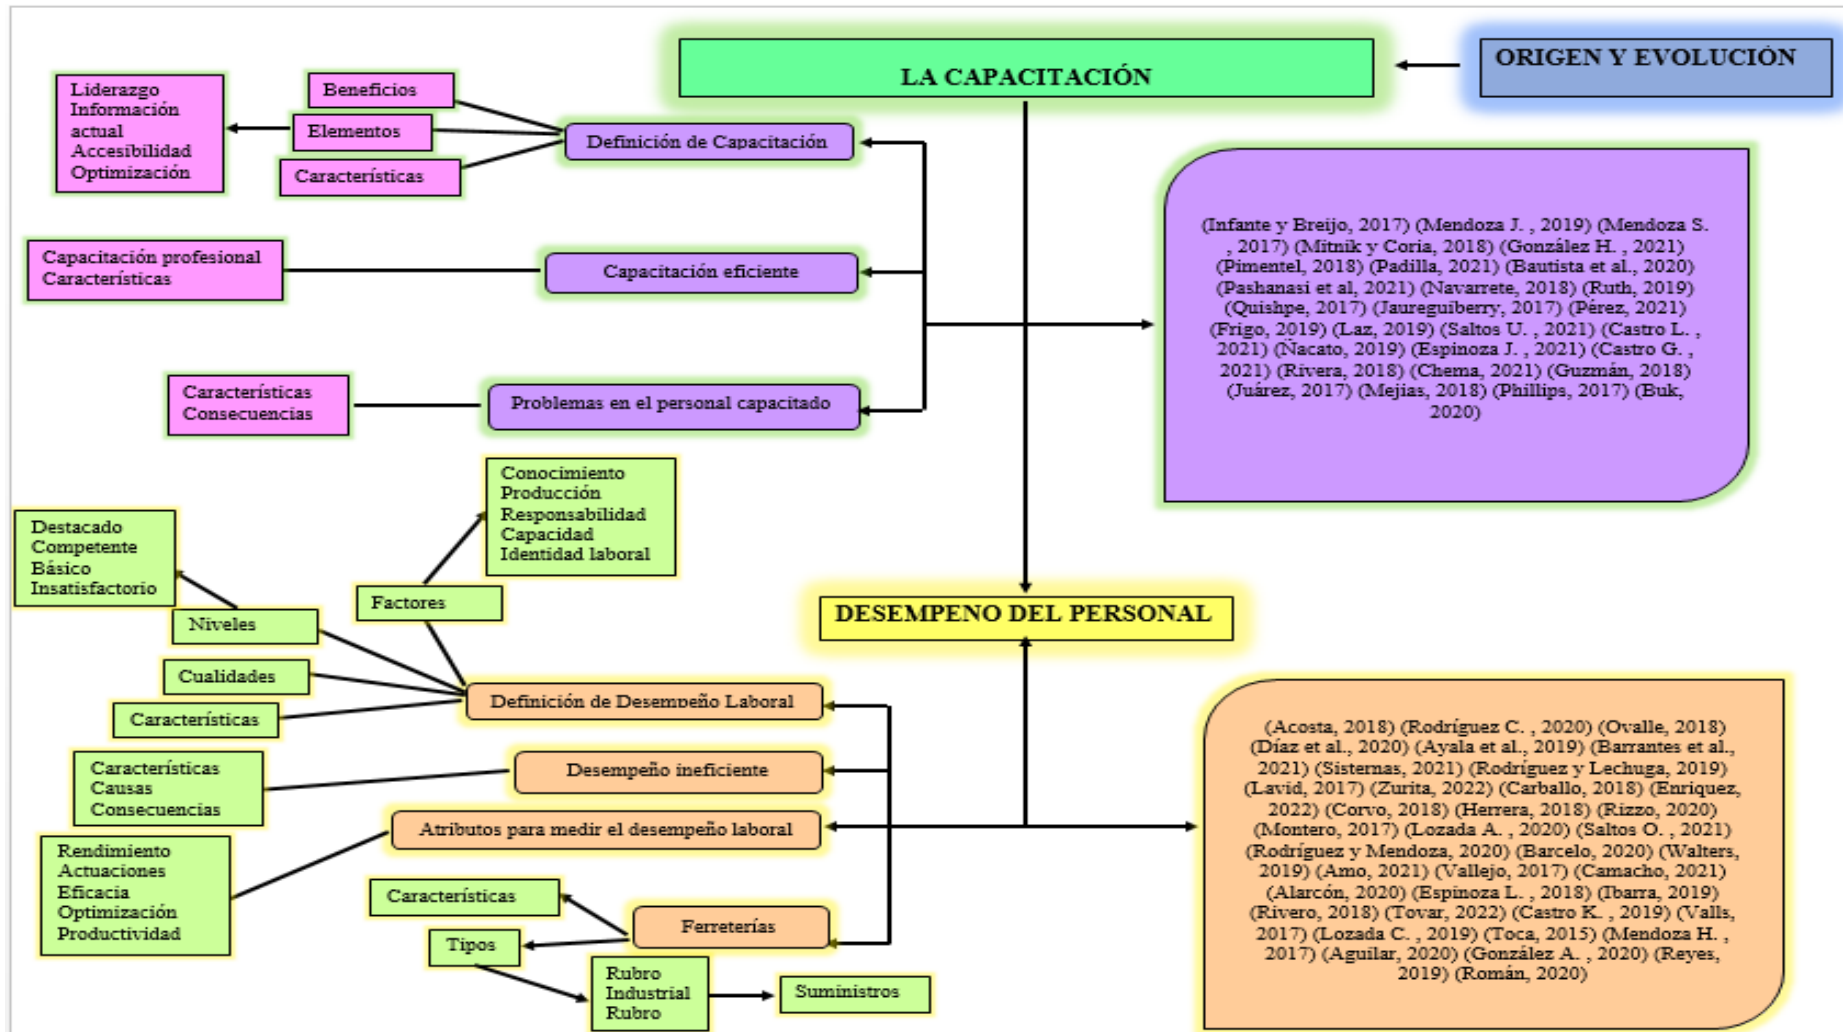 LA CAPACITACIÓN
ORIGEN Y EVOLUCIÓN
Liderazgo
Información
actual
Accesibilidad
Optimización
Beneficios
Elementos
Características
Definición de Capacitación
Capacitación profesional
Características
Capacitación eficiente
Características
Consecuencias
Problemas en el personal capacitado
(Infante y Breijo, 2017) (Mendoza J. , 2019) (Mendoza S.
, 2017) (Mitnik y Coria, 2018) (González H. , 2021)
(Pimentel, 2018) (Padilla, 2021) (Bautista et al., 2020)
(Pashanasi et al, 2021) (Navarrete, 2018) (Ruth, 2019)
(Quishpe, 2017) (Jaureguiberry, 2017) (Pérez, 2021)
(Frigo, 2019) (Laz, 2019) (Saltos U. , 2021) (Castro L. ,
2021) (Ñacato, 2019) (Espinoza J. , 2021) (Castro G. ,
2021) (Rivera, 2018) (Chema, 2021) (Guzmán, 2018)
(Juárez, 2017) (Mejias, 2018) (Phillips, 2017) (Buk,
2020)
Conocimiento
Producción
Responsabilidad
Capacidad
Identidad laboral
Destacado
Competente
Básico
Insatisfactorio
Factores
Niveles
Cualidades
Características
DESEMPENO DEL PERSONAL
Definición de Desempeño Laboral
Características
Causas
Consecuencias
Desempeño ineficiente
Atributos para medir el desempeño laboral
Rendimiento
Actuaciones
Eficacia
Optimización
Productividad
Características
Tipos
Ferreterías
Rubro
Industrial
Rubro
Suministros
(Acosta, 2018) (Rodríguez C. , 2020) (Ovalle, 2018)
(Díaz et al., 2020) (Ayala et al., 2019) (Barrantes et al.,
2021) (Sisternas, 2021) (Rodríguez y Lechuga, 2019)
(Lavid, 2017) (Zurita, 2022) (Carballo, 2018) (Enriquez,
2022) (Corvo, 2018) (Herrera, 2018) (Rizzo, 2020)
(Montero, 2017) (Lozada A. , 2020) (Saltos O. , 2021)
(Rodríguez y Mendoza, 2020) (Barcelo, 2020) (Walters,
2019) (Amo, 2021) (Vallejo, 2017) (Camacho, 2021)
(Alarcón, 2020) (Espinoza L. , 2018) (Ibarra, 2019)
(Rivero, 2018) (Tovar, 2022) (Castro K. , 2019) (Valls,
2017) (Lozada C. , 2019) (Toca, 2015) (Mendoza H. ,
2017) (Aguilar, 2020) (González A. , 2020) (Reyes,
2019) (Román, 2020)